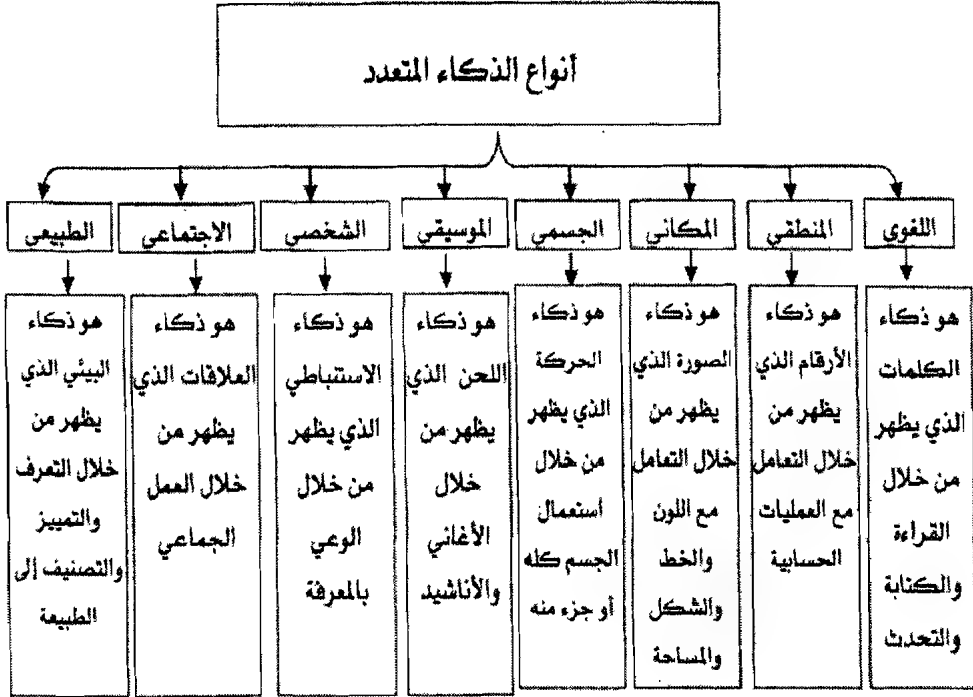 أنواع الذكاء المتعدد
اللغوي
المنطقي
المكاني
الجسمي
الموسيقي
الشخصي
الاجتماعي
الطبيعي
هو ذكاء
الكلمات
الذي يظهر
من خلال
القراءة
والكتابة
والتحدث
هو ذكاء
الأرقام الذي
يظهر من
خلال التعامل
مع العمليات
الحسابية
هو ذكاء
الصورة الذي
يظهر من
خلال التعامل
مع اللون
والخط
والشكل
والمساحة
هو ذكاء
الحركة
الذي يظهر
من خلال
أستعمال
الجسم كله
أو جزء منه
هو ذكاء
اللحن الذي
يظهر من
خلال
الأغاني
والأناشيد
هو ذكاء
الاستنباطي
الذي يظهر
من خلال
الوعي
بالمعرفة
هو ذكاء
العلاقات الذي
يظهر من
خلال العمل
الجماعي
هو ذكاء
البيئي الذي
يظهر من
خلال التعرف
والتمييز
والتصنيف إلى
الطبيعة